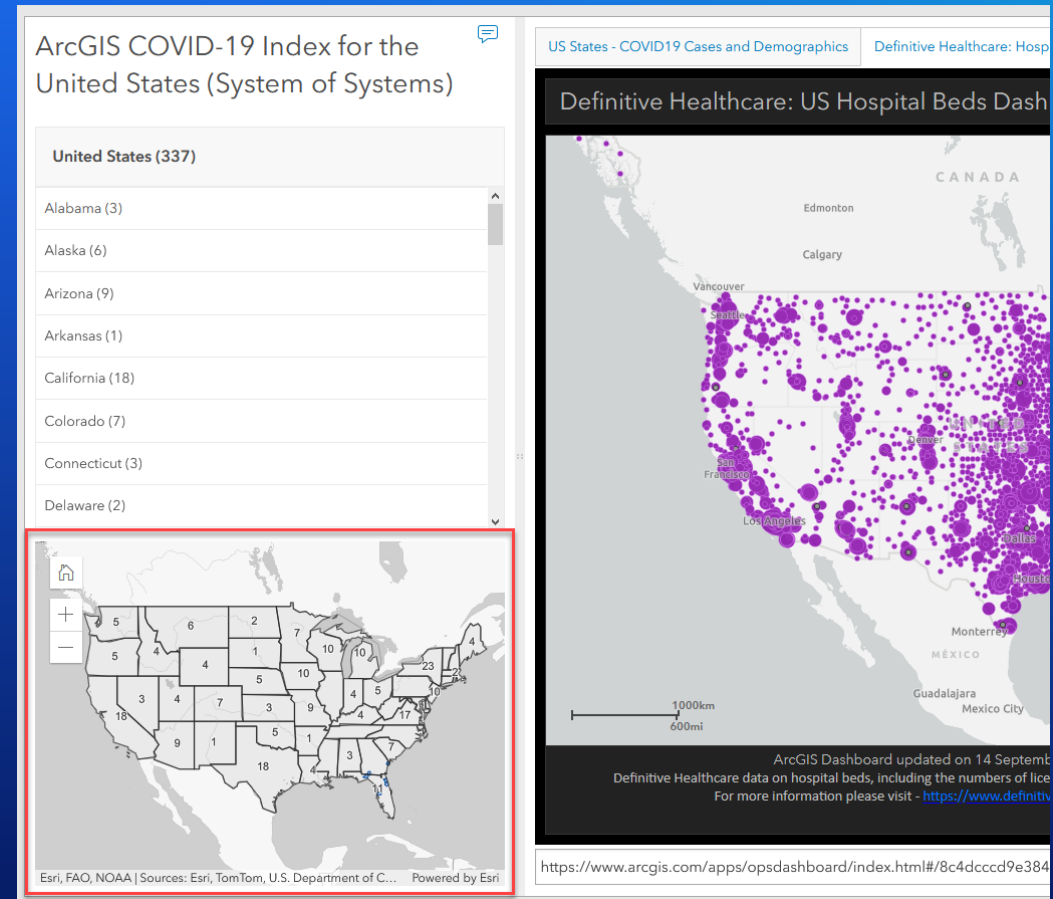 ArcGIS COVID-19 Index for the
United States (System of Systems)
United States (337)
Alabama (3)
Alaska (6)
Arizona (9)
Arkansas (1)
California (18)
Colorado (7)
Connecticut (3)
Delaware (2)
5
6
2
7
4
5
4
4
1
10
10
23
2
5
10
10
3
4
7
3
9
4
5
4
17
18
9
1
5
1
7
18
4
3
11
Esri, FAO, NOAA | Sources: Esri, TomTom, U.S. Department of C... Powered by Esri
US States - COVID19 Cases and Demographics
Definitive Healthcare: Hosp
Definitive Healthcare: US Hospital Beds Dash
CANADA
Edmonton
Calgary
Vancouver
Seattle
UNITED
STATES
Denver
San
Francisco
Los Angeles
Dallas
Houst
Monterrey
MÉXICO
Guadalajara
Mexico City
1000km
600mi
ArcGIS Dashboard updated on 14 Septemb
Definitive Healthcare data on hospital beds, including the numbers of lice
For more information please visit - https://www.definitiv
https://www.arcgis.com/apps/opsdashboard/index.html#/8c4dcccd9e384